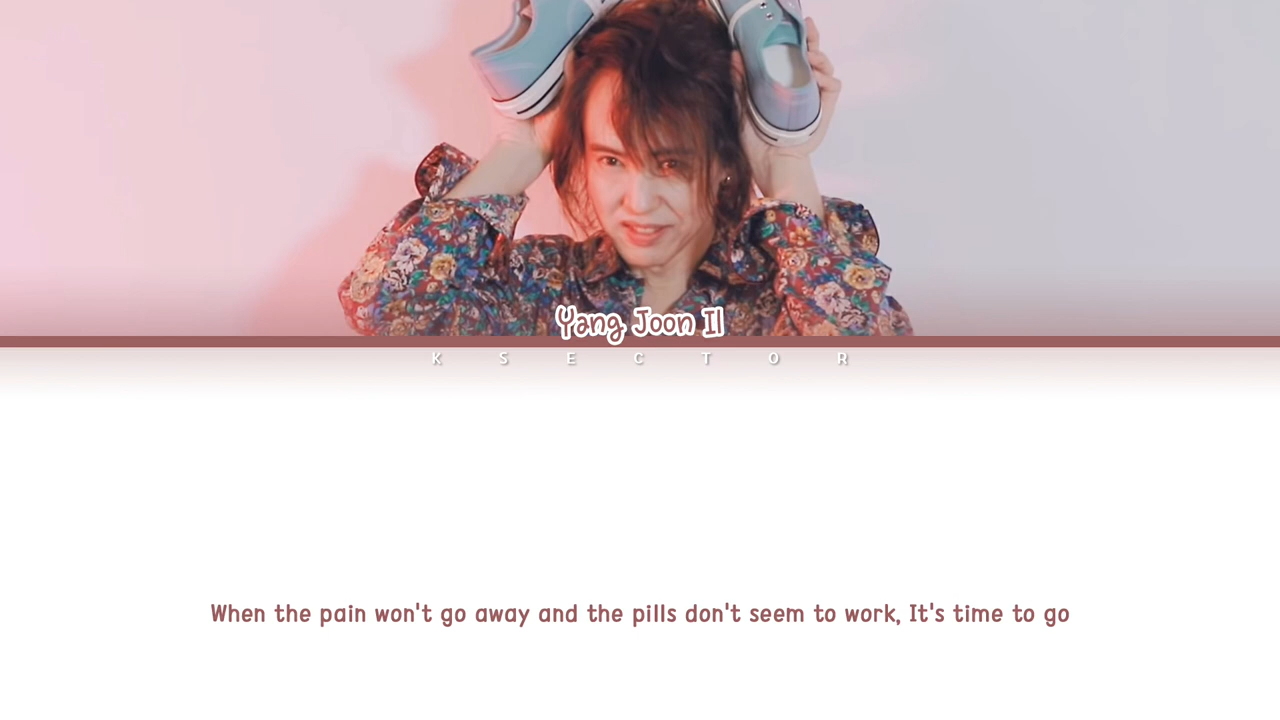 Yang Joon Il
K S E C T O R
When the pain won't go away and the pills don't seem to work, It's time to go